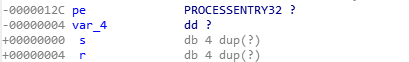 -0000012C pe PROCESSENTRY32 ?
-00000004 var_4 dd ?
+00000000 s db 4 dup(?)
+00000004 r db 4 dup(?)